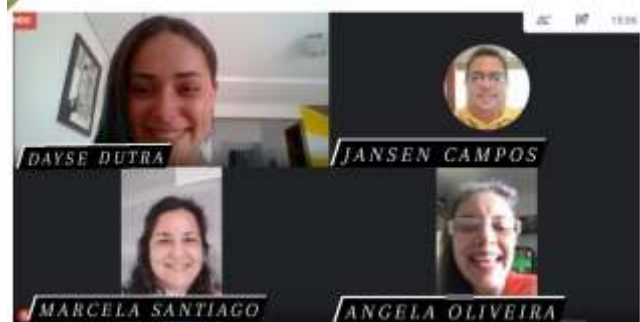 DAYSE DUTRA
JANSEN CAMPOS
MARCELA SANTIAGO
ANGELA OLIVEIRA